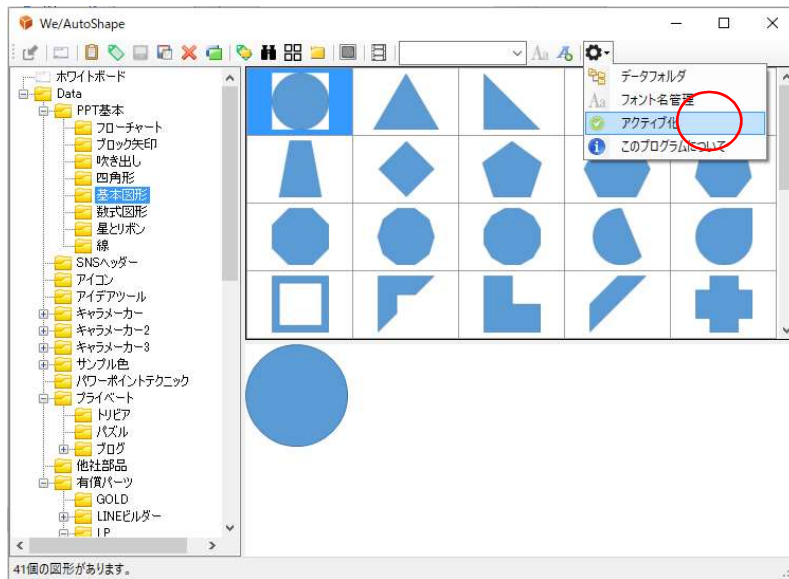 We/AutoShape
データフォルダ
フォント名管理
アクティブ化
このプログラムについて
ホワイトボード
Data
PPT基本
フローチャート
ブロック矢印
吹き出し
四角形
基本図形
数式図形
星とリボン
線
SNSヘッダー
アイコン
アイデアツール
キャラメーカー
キャラメーカー2
キャラメーカー3
サンプル色
パワーポイントテクニック
プライベート
トリビア
パズル
ブログ
他社部品
有償パーツ
GOLD
LINEビルダー
LP
41個の図形があります。